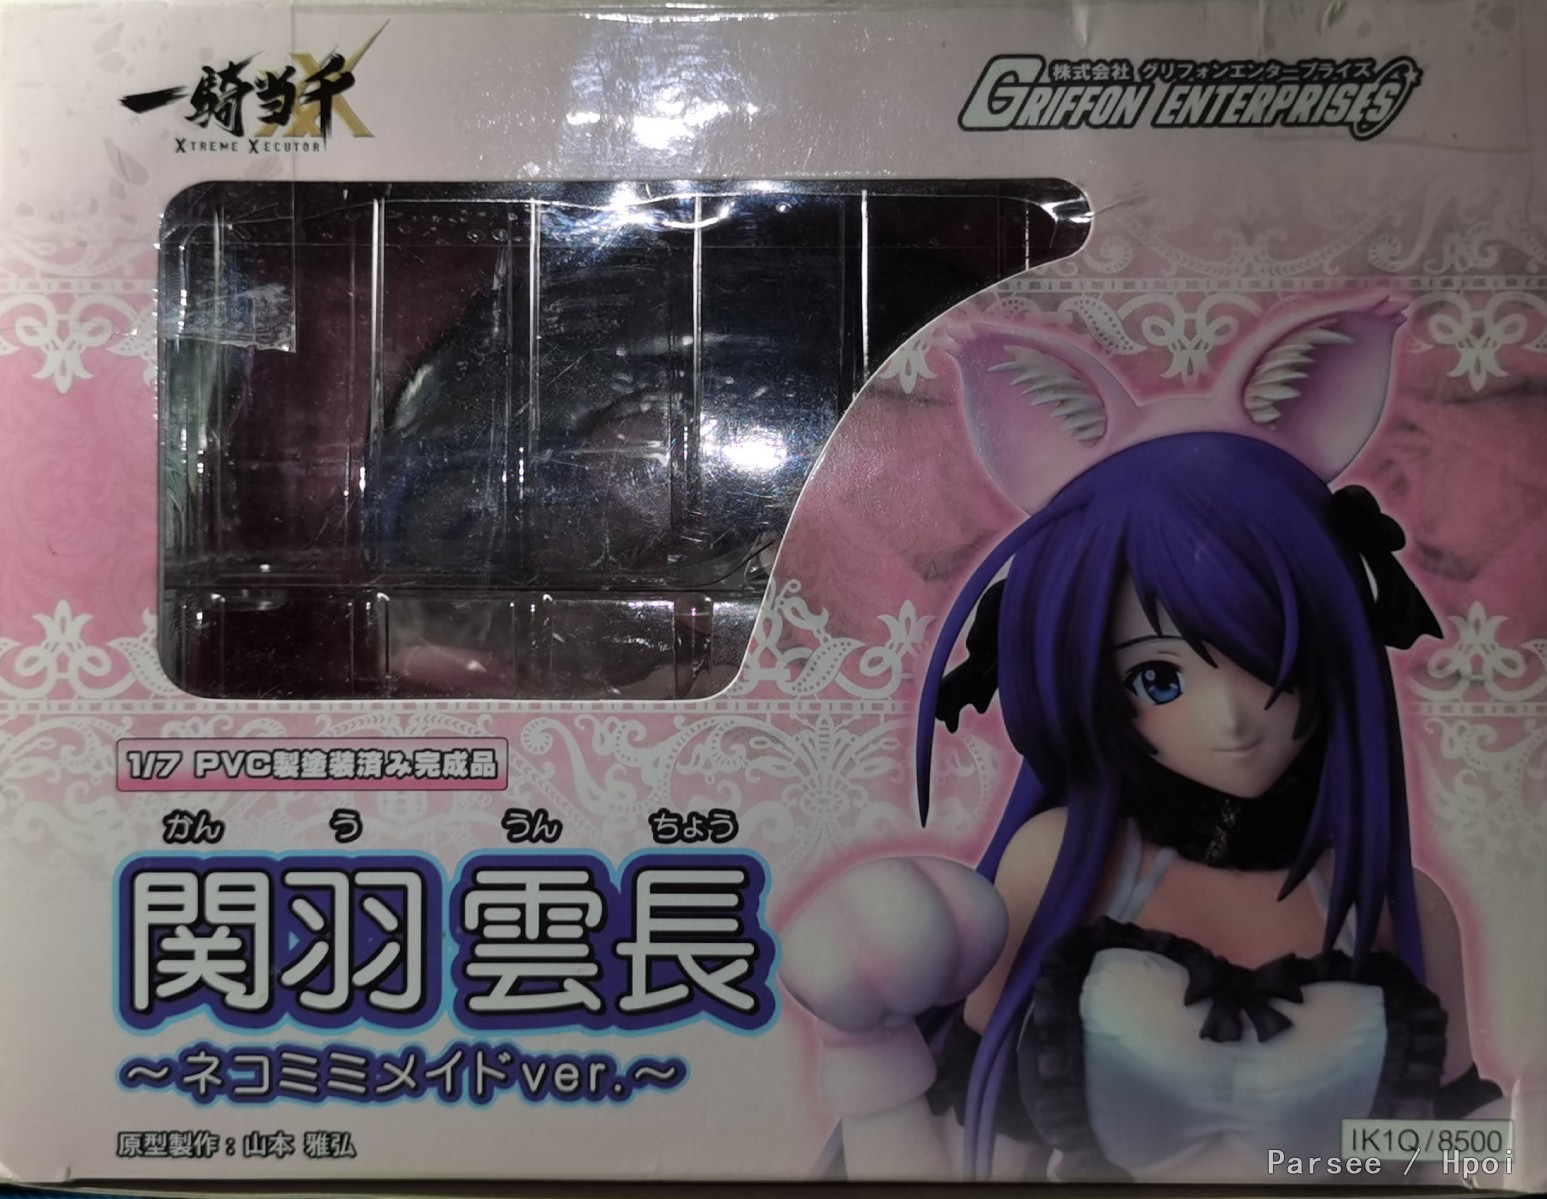 一騎当千XX
XTREME XECUTOR
株式会社 グリフォンエンタープライズ
GRIFFON ENTERPRISES
1/7 PVC製塗装済み完成品
かん う うん ちょう
関羽 雲長
～ネコミミメイドver.～
原型製作：山本 雅弘
IK1Q/8500
Parsee / Hpoi